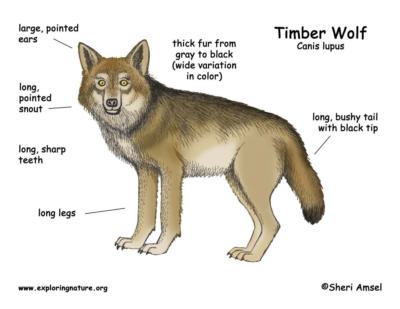 Timber Wolf
Canis lupus
large, pointed
ears
thick fur from
gray to black
(wide variation
in color)
long,
pointed
snout
long, bushy tail
with black tip
long, sharp
teeth
long legs
www.exploringnature.org
©Sheri Amsel